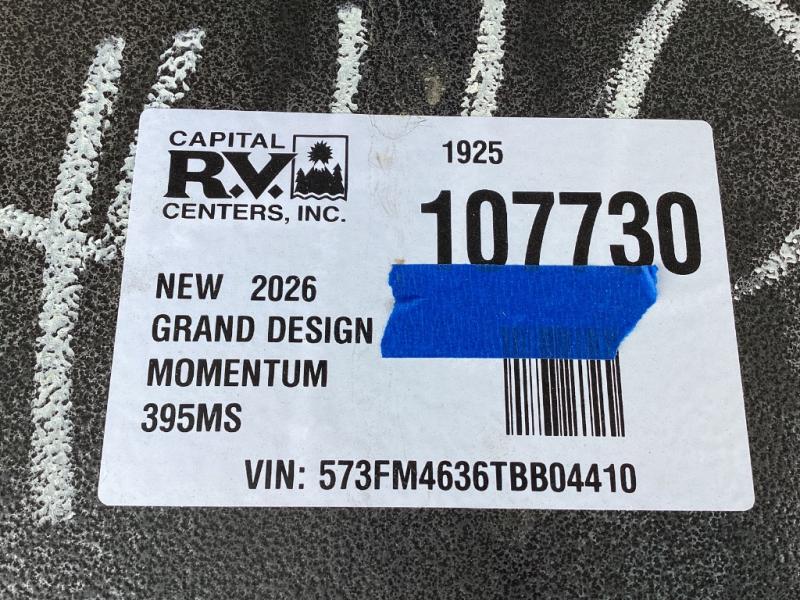 CAPITAL
R.V.
CENTERS, INC.
1925
107730
NEW 2026
GRAND DESIGN
MOMENTUM
395MS
VIN: 573FM4636TBB04410